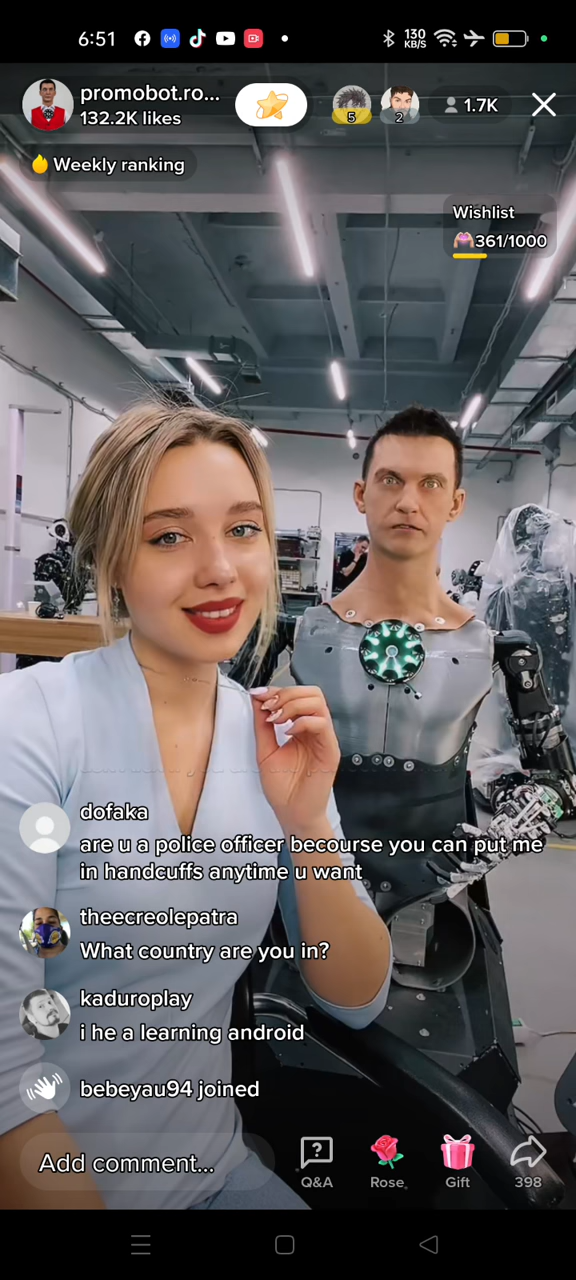 6:51
130
KB/S
promobot.ro...
132.2K likes
5
2
1.7K
Weekly ranking
Wishlist
361/1000
dofaka
are u a police officer becourse you can put me
in handcuffs anytime u want
theecreolepatra
What country are you in?
kaduroplay
i he a learning android
bebeyau94 joined
Add comment...
Q&A
Rose
Gift
398